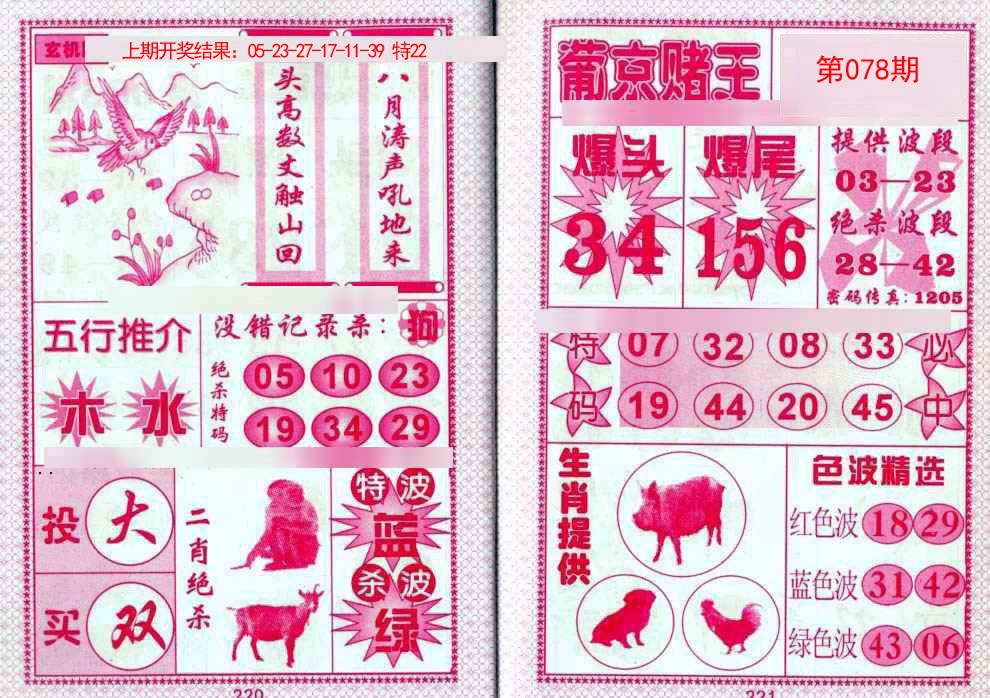 玄机
上期开奖结果：05-23-27-17-11-39 特22
八月涛声吼地来
头高数丈触山回
五行推介
木 水
没错记录杀：狗
绝杀特码
05 10 23
19 34 29
投 大
买 双
二肖绝杀
特波
蓝
杀波
绿
220
葡京赌王
第078期
爆头
34
爆尾
156
提供波段
03—23
绝杀波段
28—42
密码传真：1205
特码
07 32 08 33
19 44 20 45
必中
生肖提供
色波精选
红色波 18 29
蓝色波 31 42
绿色波 43 06
221